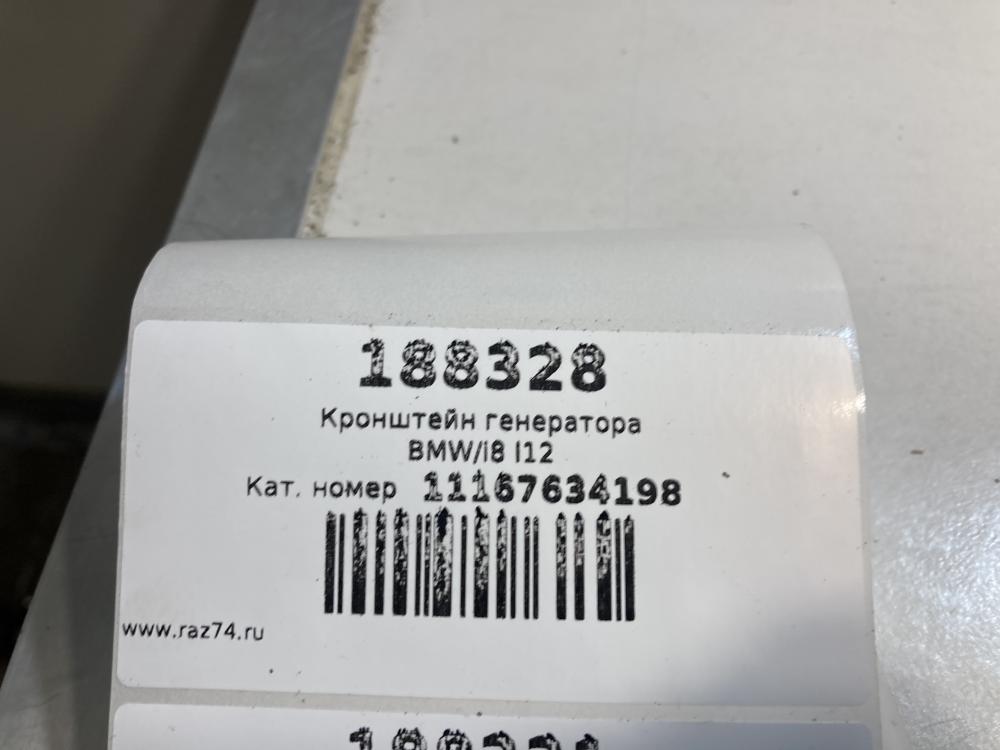 188328
Кронштейн генератора
BMW/i8 I12
Кат. номер 11167634198
www.raz74.ru